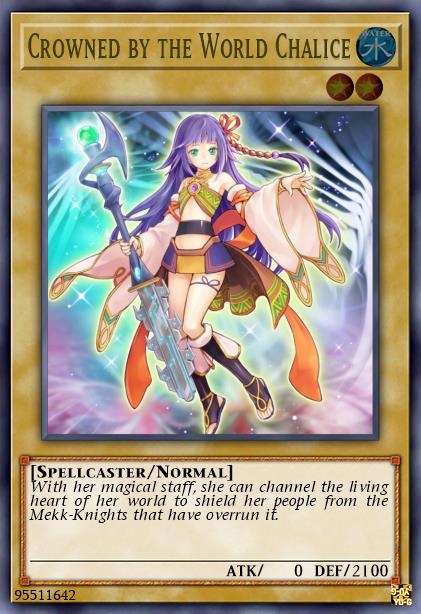 CROWNED BY THE WORLD CHALICE
WATER
水
[SPELLCASTER/NORMAL]
With her magical staff, she can channel the living
heart of her world to shield her people from the
Mekk-Knights that have overrun it.
ATK/ 0 DEF/2100
95511642